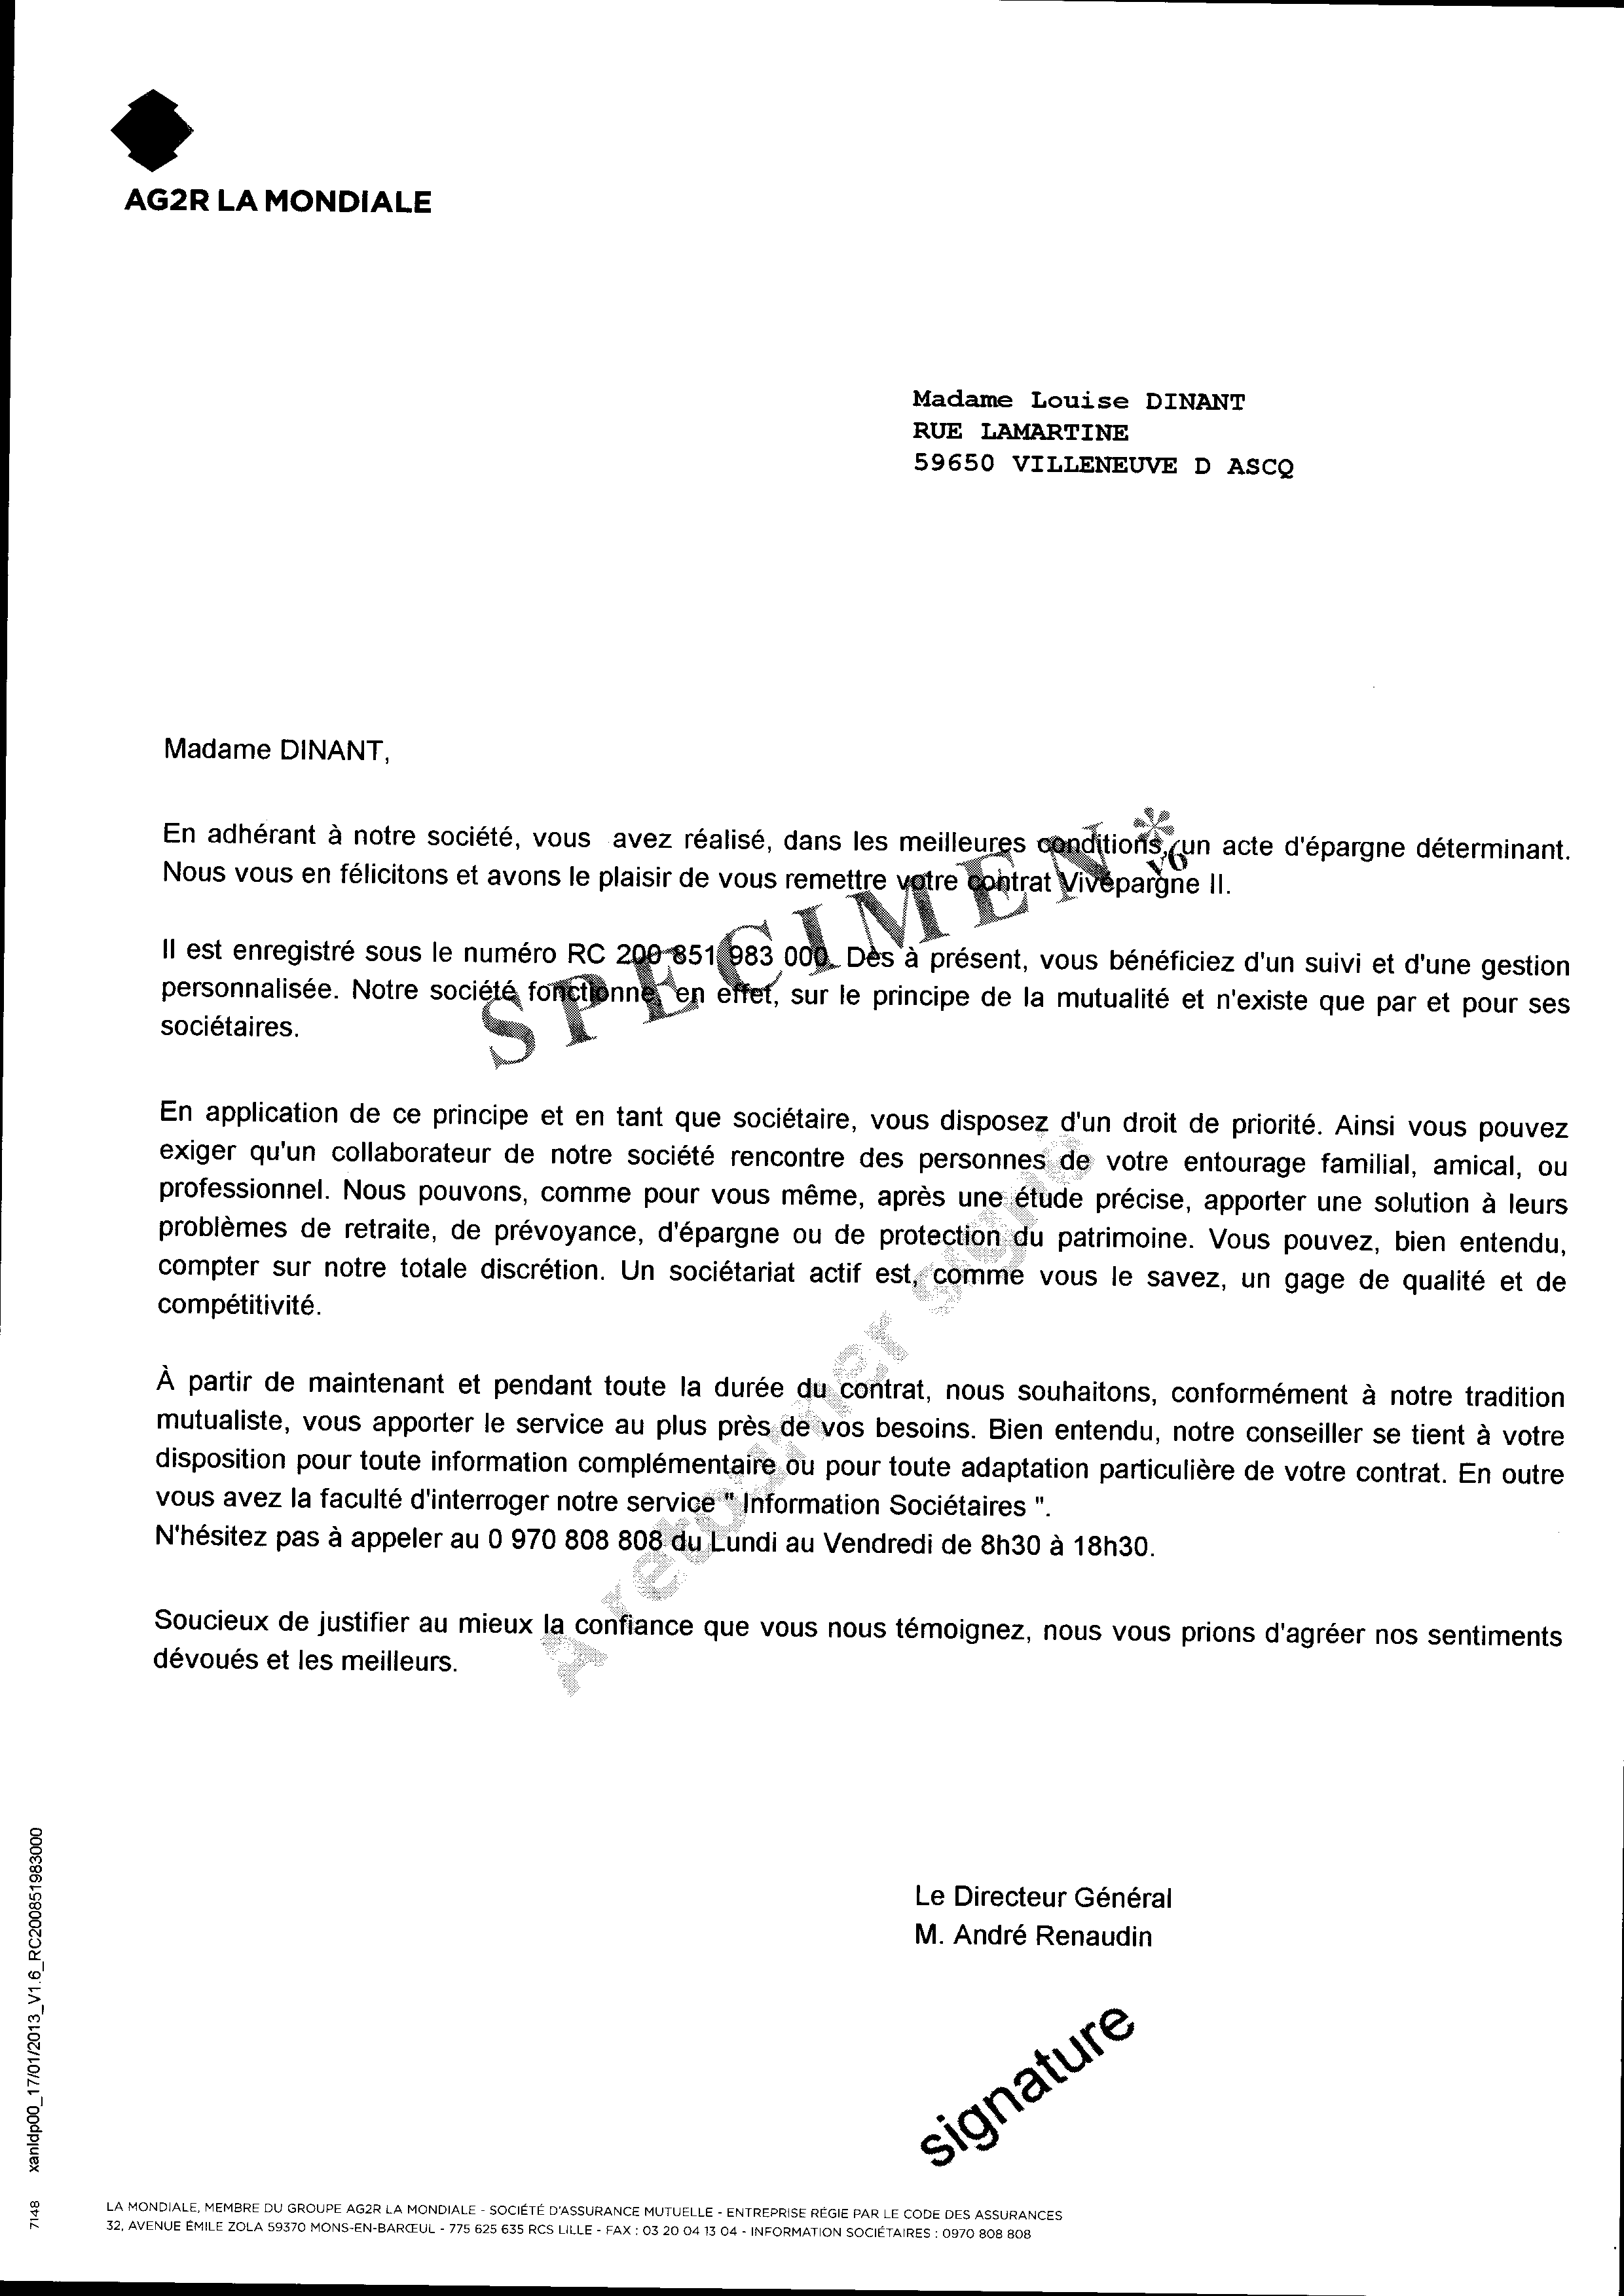 AG2R LA MONDIALE
Madame Louise DINANT
RUE LAMARTINE
59650 VILLENEUVE D ASCQ
Madame DINANT,
En adhérant à notre société, vous avez réalisé, dans les meilleures conditions, un acte d'épargne déterminant.
Nous vous en félicitons et avons le plaisir de vous remettre votre contrat Vivépargne II.
Il est enregistré sous le numéro RC 200 851 983 000. Dès à présent, vous bénéficiez d'un suivi et d'une gestion
personnalisée. Notre société fonctionne, en effet, sur le principe de la mutualité et n'existe que par et pour ses
sociétaires.
SPECIMEN*
V6
En application de ce principe et en tant que sociétaire, vous disposez d'un droit de priorité. Ainsi vous pouvez
exiger qu'un collaborateur de notre société rencontre des personnes de votre entourage familial, amical, ou
professionnel. Nous pouvons, comme pour vous même, après une étude précise, apporter une solution à leurs
problèmes de retraite, de prévoyance, d'épargne ou de protection du patrimoine. Vous pouvez, bien entendu,
compter sur notre totale discrétion. Un sociétariat actif est, comme vous le savez, un gage de qualité et de
compétitivité.
À partir de maintenant et pendant toute la durée du contrat, nous souhaitons, conformément à notre tradition
mutualiste, vous apporter le service au plus près de vos besoins. Bien entendu, notre conseiller se tient à votre
disposition pour toute information complémentaire ou pour toute adaptation particulière de votre contrat. En outre
vous avez la faculté d'interroger notre service " Information Sociétaires ".
N'hésitez pas à appeler au 0 970 808 808 du Lundi au Vendredi de 8h30 à 18h30.
A retourner signé
Soucieux de justifier au mieux la confiance que vous nous témoignez, nous vous prions d'agréer nos sentiments
dévoués et les meilleurs.
Le Directeur Général
M. André Renaudin
signature
7148 xanldp00_17/01/2013_V1.6_RC200851983000
LA MONDIALE, MEMBRE DU GROUPE AG2R LA MONDIALE - SOCIÉTÉ D'ASSURANCE MUTUELLE - ENTREPRISE RÉGIE PAR LE CODE DES ASSURANCES
32, AVENUE ÉMILE ZOLA 59370 MONS-EN-BARŒUL - 775 625 635 RCS LILLE - FAX : 03 20 04 13 04 - INFORMATION SOCIÉTAIRES : 0970 808 808